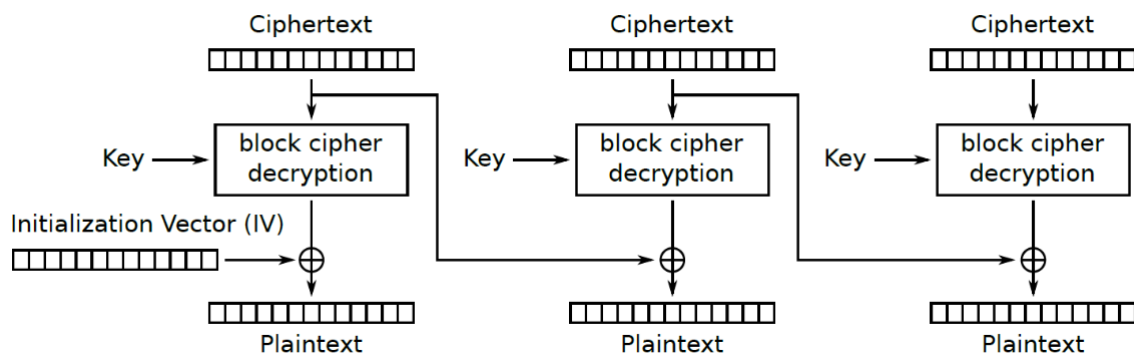 Ciphertext
Ciphertext
Ciphertext
Key
block cipher
decryption
Key
block cipher
decryption
Key
block cipher
decryption
Initialization Vector (IV)
Plaintext
Plaintext
Plaintext